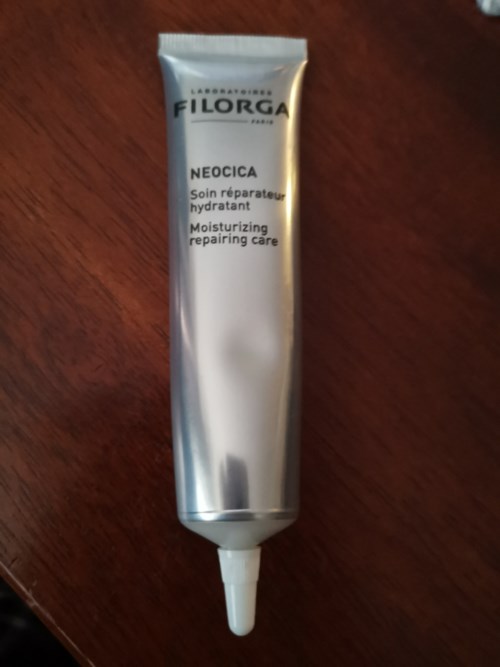 LABORATOIRES
FILORGA
PARIS
NEOCICA
Soin réparateur
hydratant
Moisturizing
repairing care